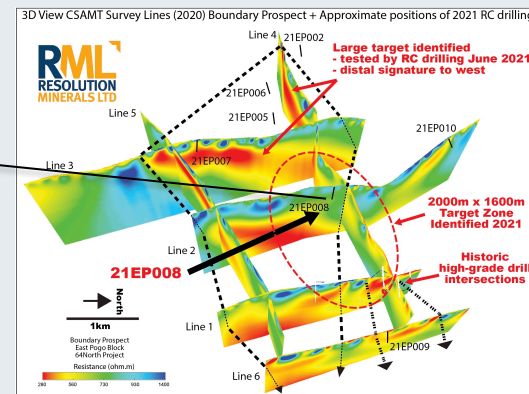 3D View CSAMT Survey Lines (2020) Boundary Prospect + Approximate positions of 2021 RC drilling
Line 4
21EP002
Large target identified
- tested by RC drilling June 2021
- distal signature to west
RML
RESOLUTION
MINERALS LTD
21EP006
Line 5
21EP005
21EP010
21EP007
Line 3
21EP008
2000m x 1600m
Target Zone
Identified 2021
Line 2
21EP008
Historic
high-grade drill
intersections
North
1km
Line 1
Boundary Prospect
East Pogo Block
64North Project
21EP009
Resistance (ohm.m)
Line 6
280 560 730 930 1400